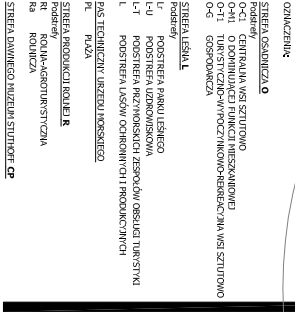 OZNACZENIA:
STREFA OSADNICZA O
Podstrefy
O-C1 CENTRALNA WSI SZTUTOWO
O-M1 O DOMINUJĄCEJ FUNKCJI MIESZKANIOWEJ
O-T1 TURYSTYCZNO-WYPOCZYNKOWO-REKREACYJNA WSI SZTUTOWO
O-G GOSPODARCZA
STREFA LEŚNA L
Podstrefy
Lr PODSTREFA PARKU LEŚNEGO
L-U PODSTREFA UZDROWISKOWA
L-T PODSTREFA PRZYMORSKICH ZESPOŁÓW OBSŁUGI TURYSTYKI
L PODSTREFA LASÓW OCHRONNYCH I PRODUKCYJNYCH
PAS TECHNICZNY URZĘDU MORSKIEGO
PL PLAŻA
STREFA PRODUKCJI ROLNEJ R
Podstrefy
Rt ROLNA-AGROTURYSTYCZNA
Ra ROLNICZA
STREFA DAWNEGO MUZEUM STUTHOFF CP